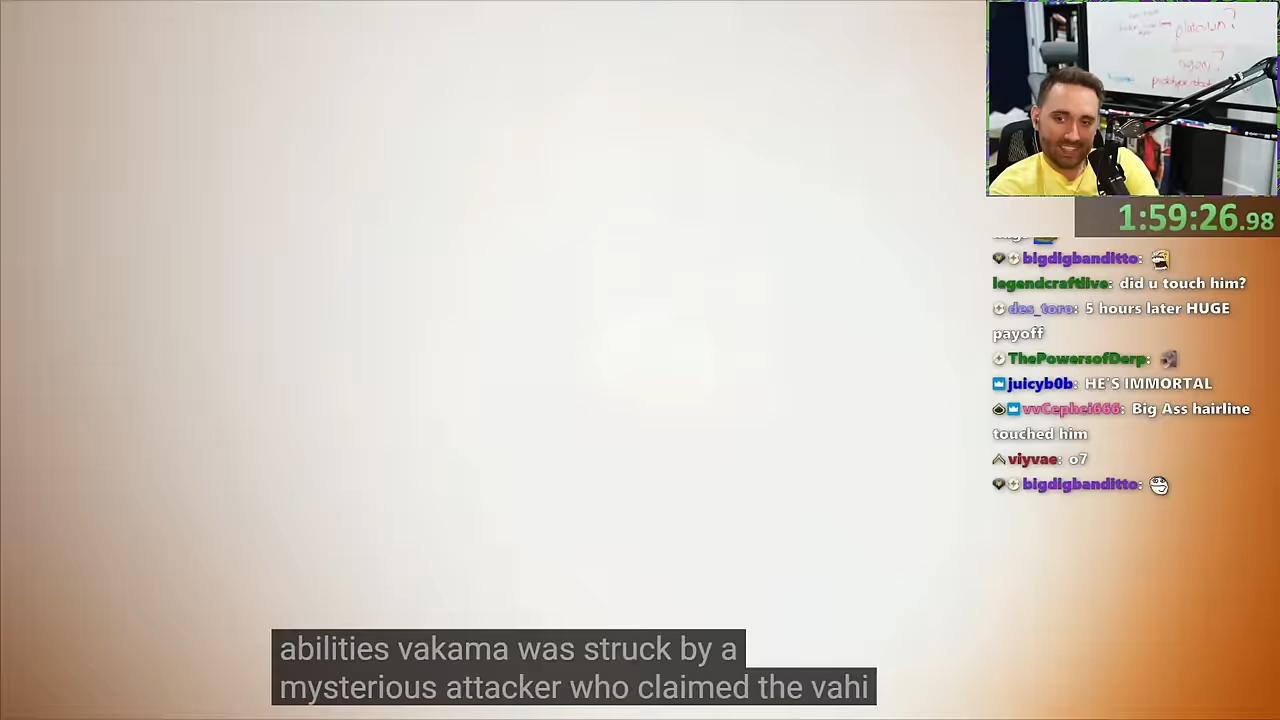 platoon?
1:59:26.98
bigdigbanditto:
legendcraftlive: did u touch him?
des_toro: 5 hours later HUGE
payoff
ThePowersofDerp:
juicyb0b: HE'S IMMORTAL
vvCephei666: Big Ass hairline
touched him
viyvae: o7
bigdigbanditto:
abilities vakama was struck by a
mysterious attacker who claimed the vahi